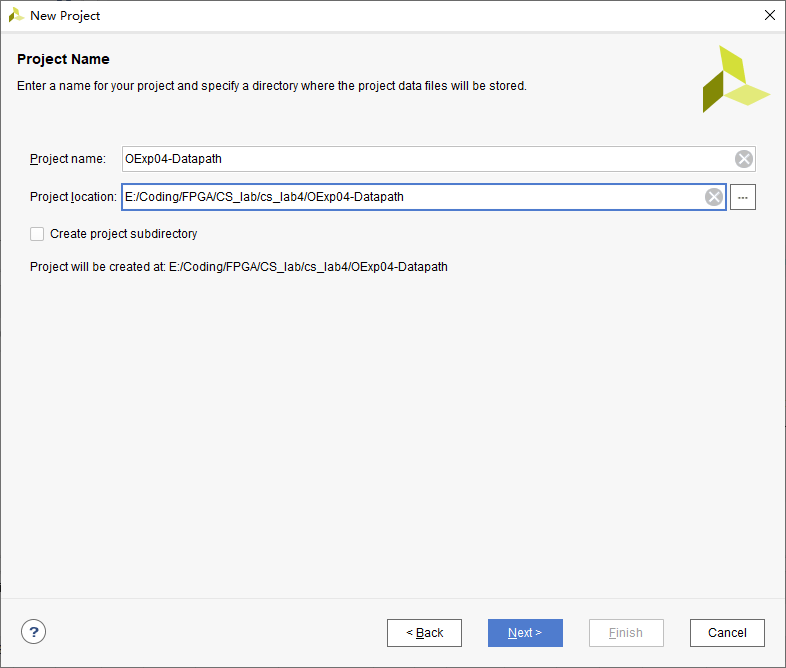 New Project
Project Name
Enter a name for your project and specify a directory where the project data files will be stored.
Project name: OExp04-Datapath
Project location: E:/Coding/FPGA/CS_lab/cs_lab4/OExp04-Datapath ...
Create project subdirectory
Project will be created at: E:/Coding/FPGA/CS_lab/cs_lab4/OExp04-Datapath
? < Back Next > Finish Cancel